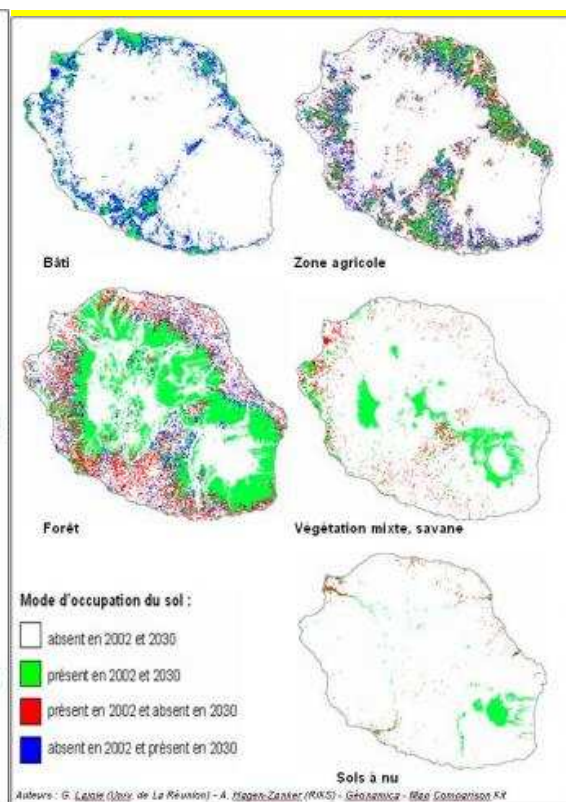 Bâti
Zone agricole
Forêt
Végétation mixte, savane
Mode d'occupation du sol :
absent en 2002 et 2030
présent en 2002 et 2030
présent en 2002 et absent en 2030
absent en 2002 et présent en 2030
Sols à nu
Auteurs : G. Lajoie (Univ. de La Réunion) - A. Hagen-Zanker (RIKS) - Géonamica - Map Comparison Kit